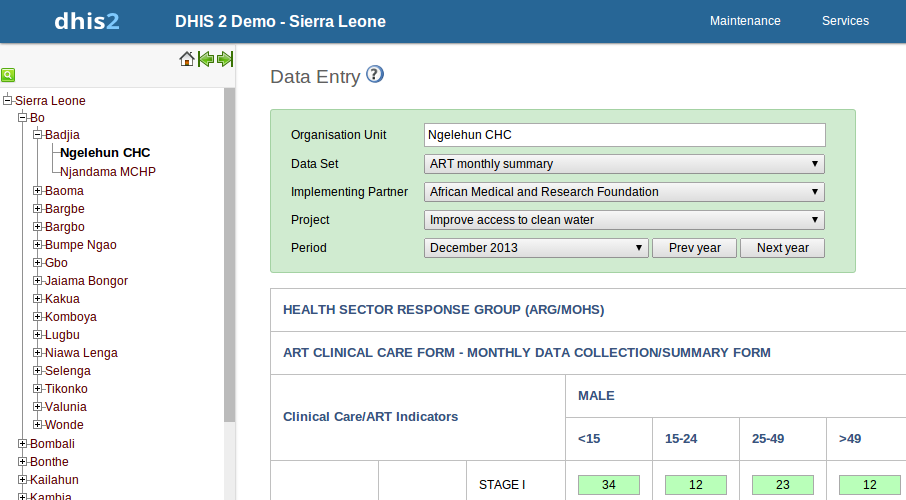 dhis2
DHIS 2 Demo - Sierra Leone
Maintenance
Services
Sierra Leone
Bo
Badjia
Ngelehun CHC
Njandama MCHP
Baoma
Bargbe
Bargbo
Bumpe Ngao
Gbo
Jaiama Bongor
Kakua
Komboya
Lugbu
Niawa Lenga
Selenga
Tikonko
Valunia
Wonde
Bombali
Bonthe
Kailahun
Kambia
Data Entry ?
Organisation Unit Ngelehun CHC
Data Set ART monthly summary
Implementing Partner African Medical and Research Foundation
Project Improve access to clean water
Period December 2013 Prev year Next year
HEALTH SECTOR RESPONSE GROUP (ARG/MOHS)
ART CLINICAL CARE FORM - MONTHLY DATA COLLECTION/SUMMARY FORM
Clinical Care/ART Indicators
MALE
<15 15-24 25-49 >49
STAGE I 34 12 23 12